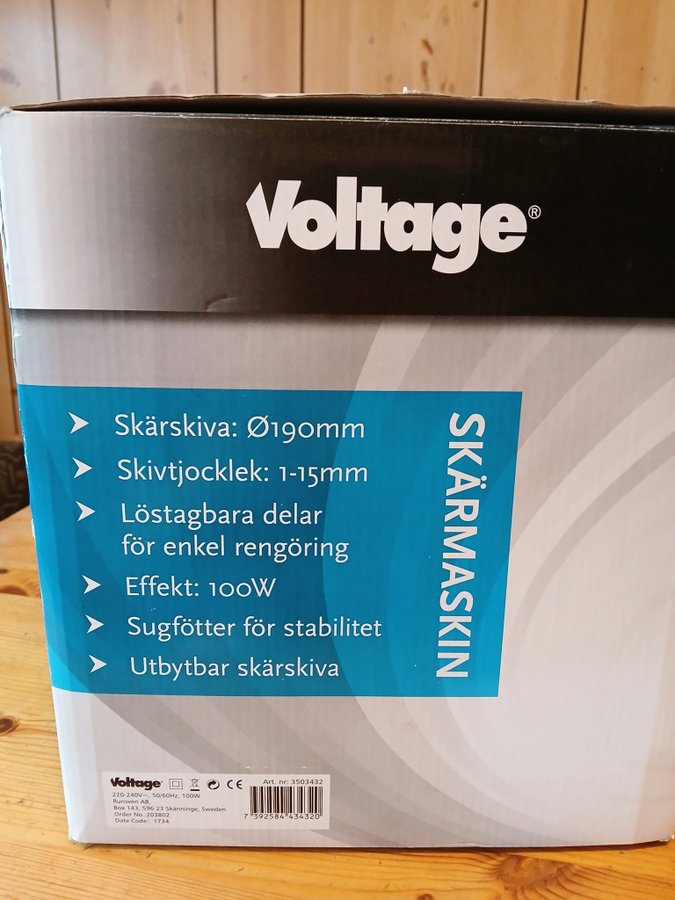 Voltage®
Skärskiva: Ø190mm
Skivtjocklek: 1-15mm
Löstagbara delar
för enkel rengöring
Effekt: 100W
Sugfötter för stabilitet
Utbytbar skärskiva
SKÄRMASKIN
Voltage® CE Art. nr: 3503432
220-240V~, 50/60Hz, 100W
Runsven AB,
Box 143, 596 23 Skänninge, Sweden
Order No. 203802
Date Code: 1734
7 392584 434320